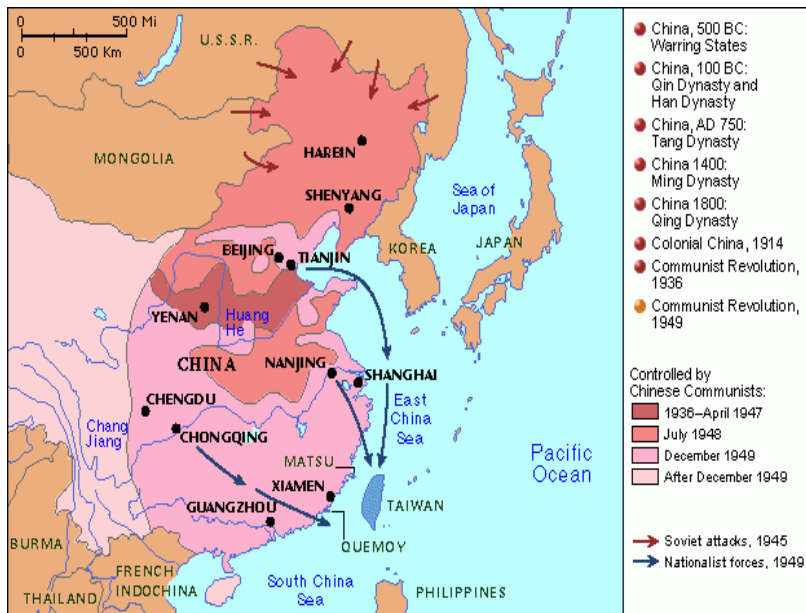 0 500 Mi
0 500 Km
U.S.S.R.
MONGOLIA
HARBIN
SHENYANG
Sea of
Japan
BEIJING
TIANJIN
KOREA
JAPAN
YENAN
Huang
He
CHINA
NANJING
SHANGHAI
CHENGDU
East
China
Sea
Chang
Jiang
CHONGQING
Pacific
Ocean
MATSU
XIAMEN
TAIWAN
GUANGZHOU
QUEMOY
BURMA
FRENCH
INDOCHINA
THAILAND
South China
Sea
PHILIPPINES
China, 500 BC:
Warring States
China, 100 BC:
Qin Dynasty and
Han Dynasty
China, AD 750:
Tang Dynasty
China 1400:
Ming Dynasty
China 1800:
Qing Dynasty
Colonial China, 1914
Communist Revolution,
1936
Communist Revolution,
1949
Controlled by
Chinese Communists:
1936–April 1947
July 1948
December 1949
After December 1949
Soviet attacks, 1945
Nationalist forces, 1949